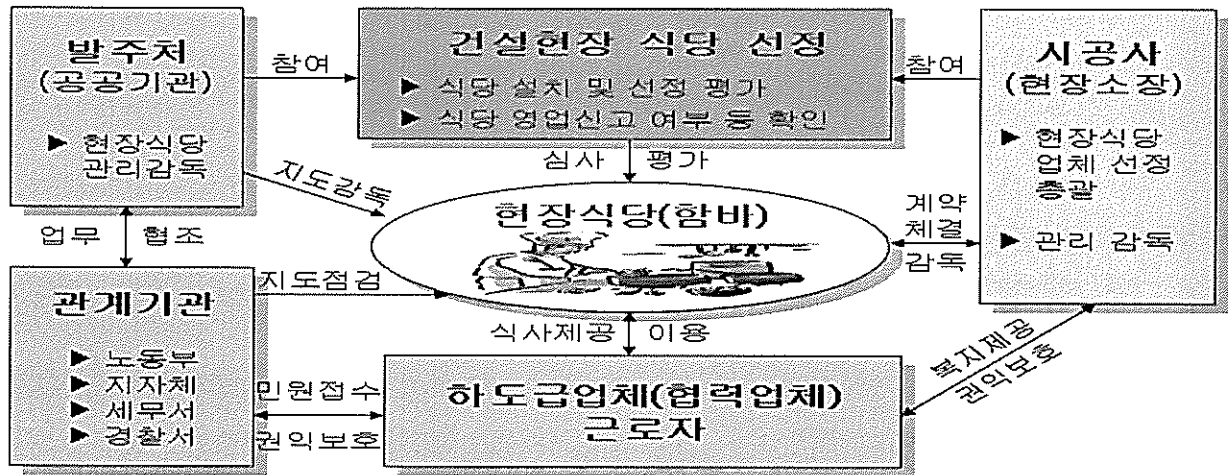 발주처
(공공기관)
▶ 현장식당
관리감독
참여
건설현장 식당 선정
▶ 식당 설치 및 선정 평가
▶ 식당 영업신고 여부 등 확인
참여
시공사
(현장소장)
▶ 현장식당
업체 선정
총괄
▶ 관리 감독
심사 평가
지도감독
현장식당(함바)
계약
체결
감독
업무 협조
관계기관
▶ 노동부
▶ 지자체
▶ 세무서
▶ 경찰서
지도점검
식사제공 이용
민원접수
권익보호
하도급업체(협력업체)
근로자
복지제공
권익보호